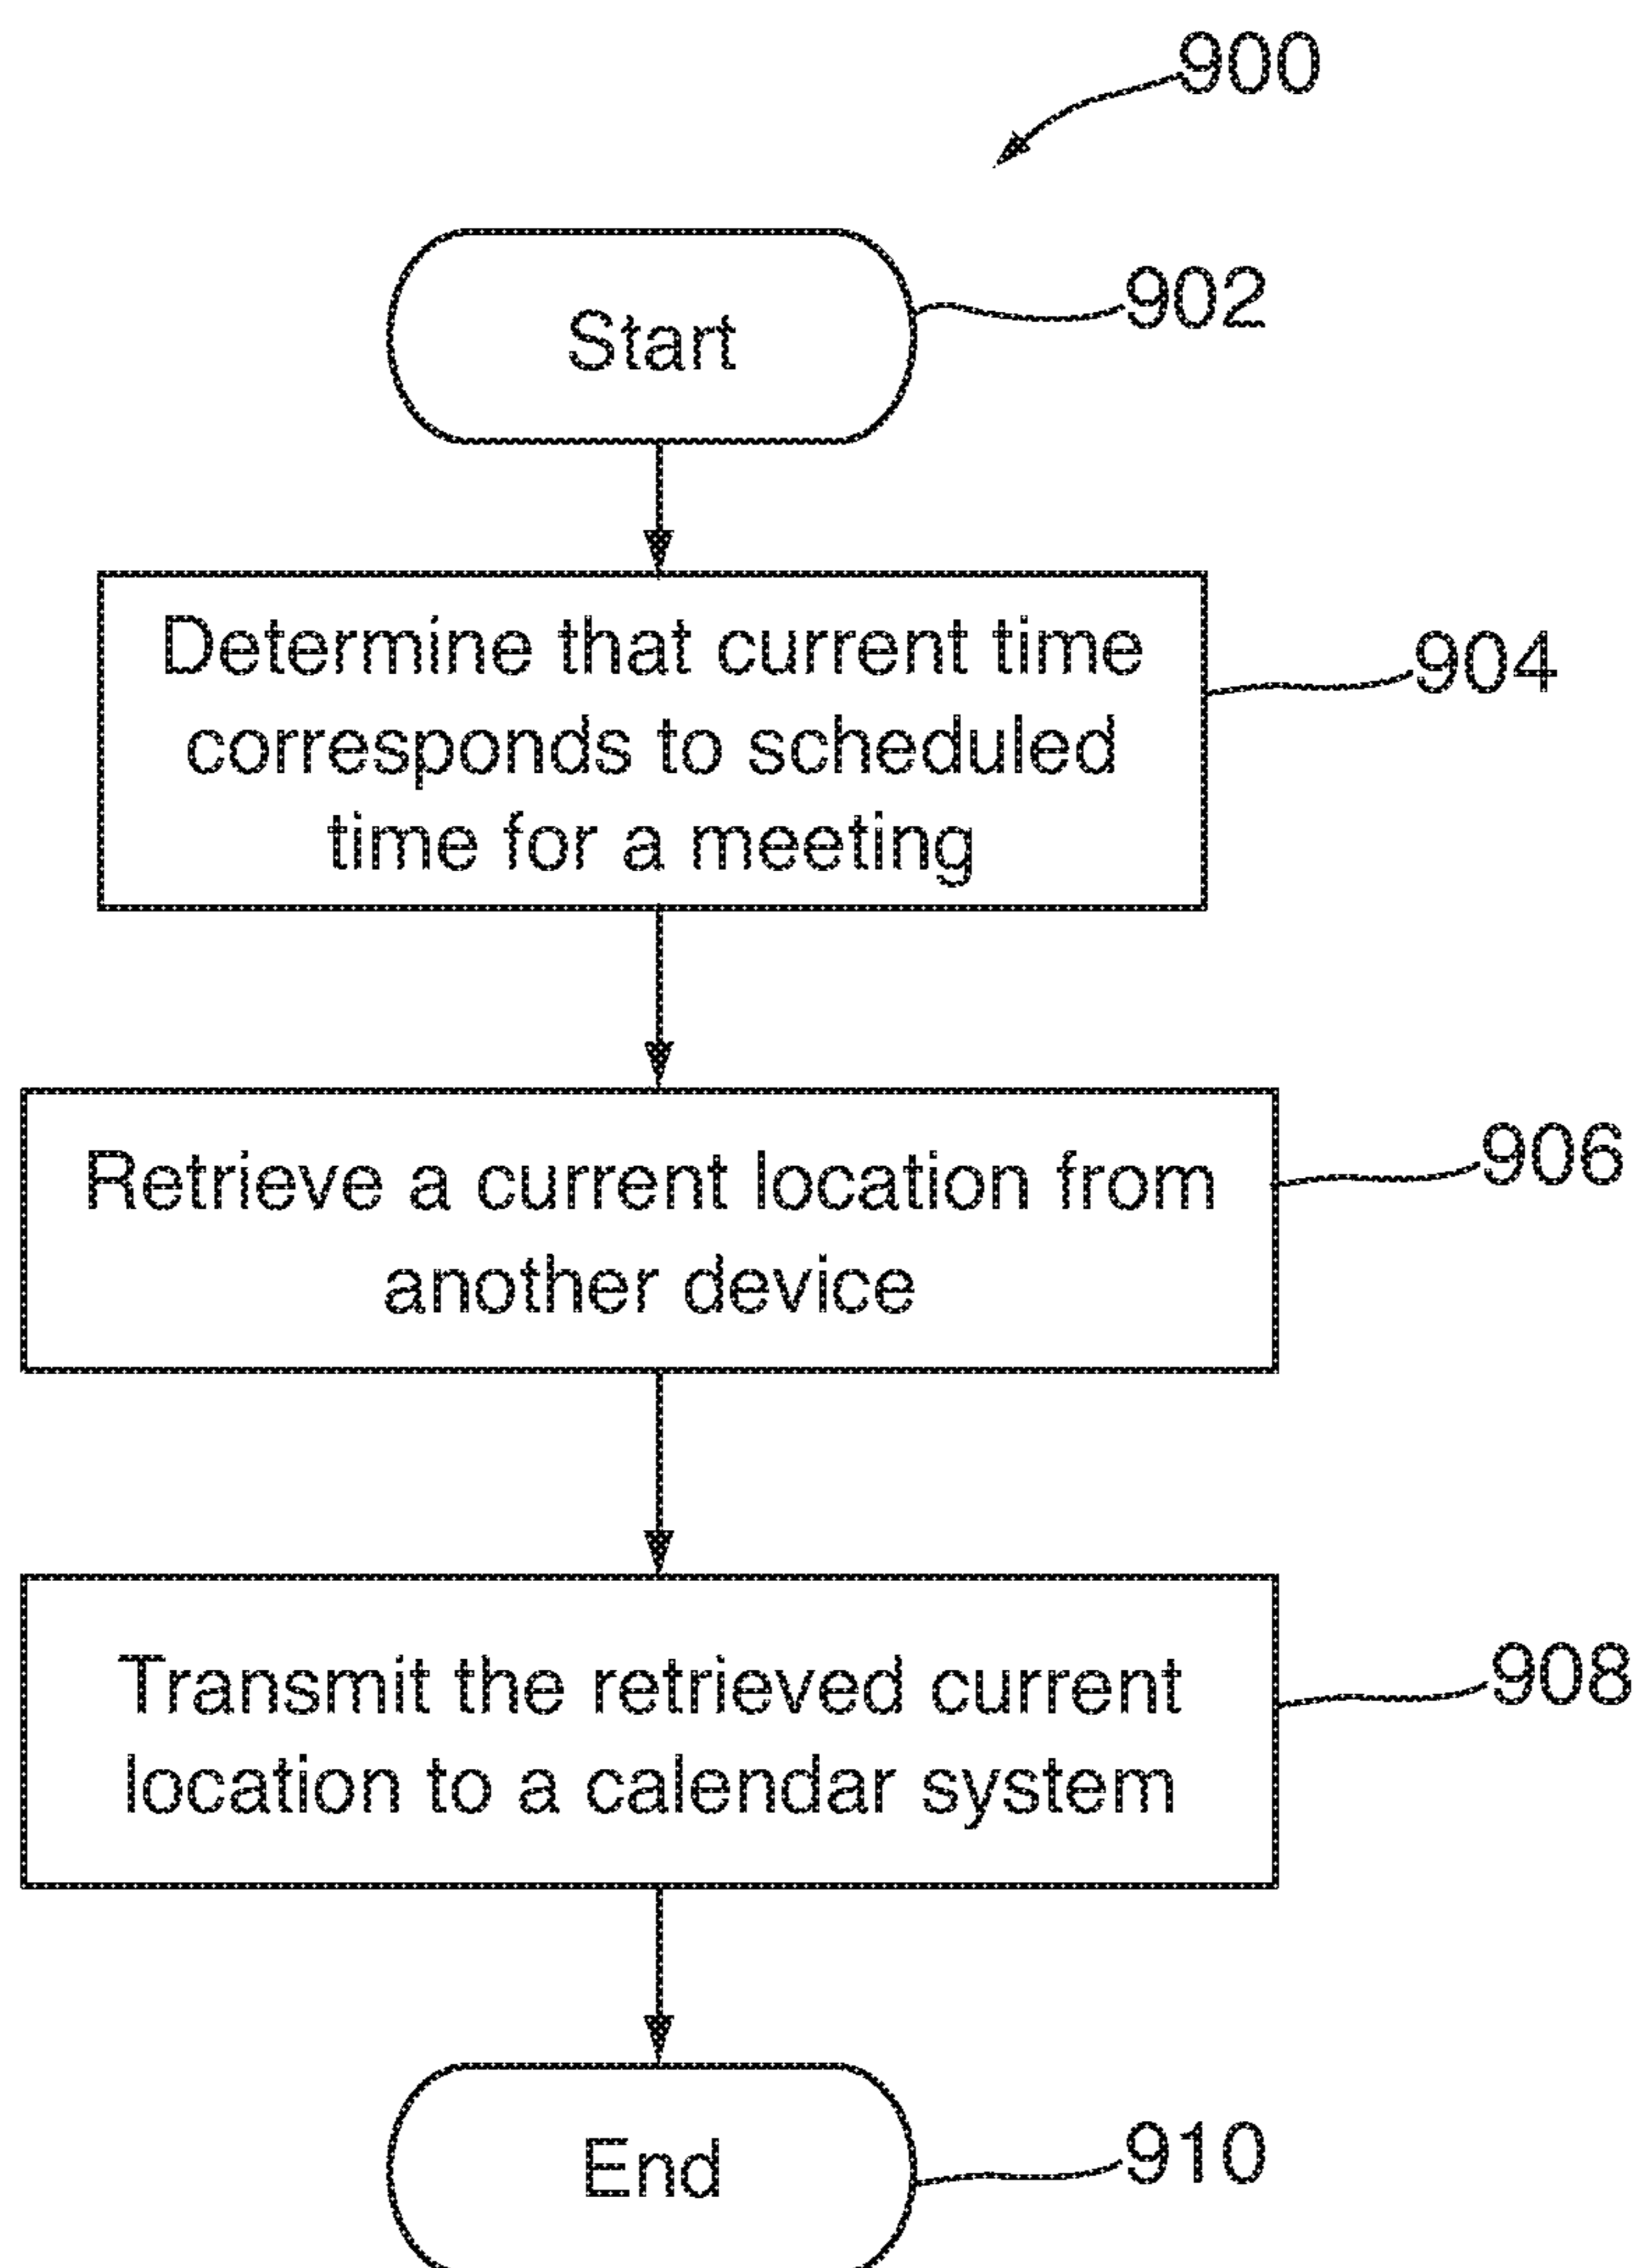 900
Start
902
Determine that current time
corresponds to scheduled
time for a meeting
904
Retrieve a current location from
another device
906
Transmit the retrieved current
location to a calendar system
908
End
910